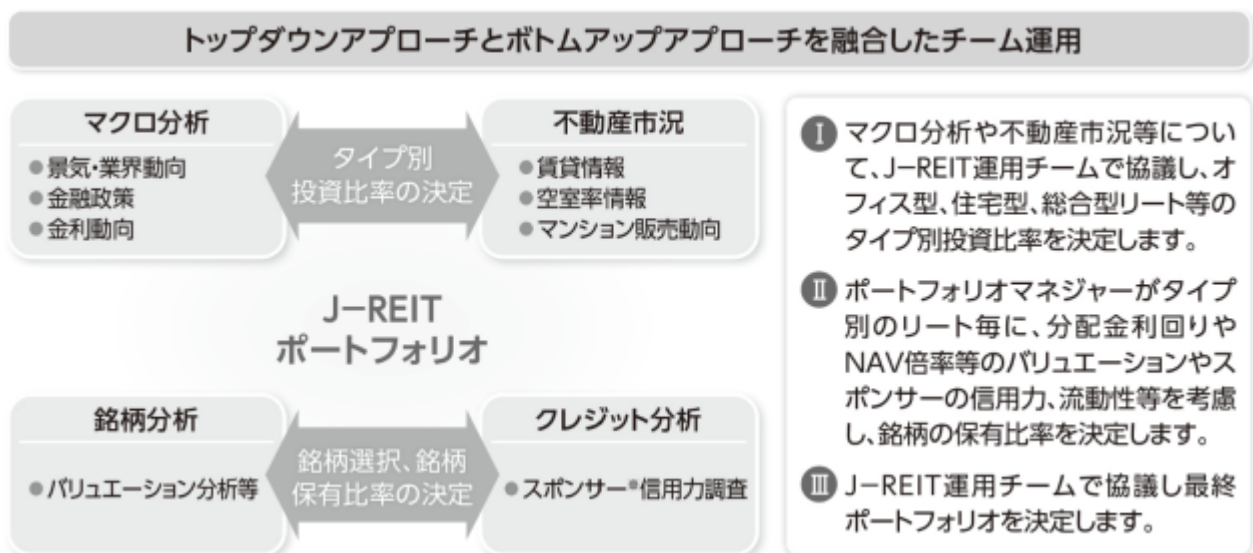 トップダウンアプローチとボトムアップアプローチを融合したチーム運用
マクロ分析
●景気・業界動向
●金融政策
●金利動向
タイプ別
投資比率の決定
不動産市況
●賃貸情報
●空室率情報
●マンション販売動向
J-REIT
ポートフォリオ
銘柄分析
●バリュエーション分析等
銘柄選択、銘柄
保有比率の決定
クレジット分析
●スポンサー*信用力調査
Ⅰ マクロ分析や不動産市況等につい
て、J-REIT運用チームで協議し、オ
フィス型、住宅型、総合型リート等の
タイプ別投資比率を決定します。
Ⅱ ポートフォリオマネジャーがタイプ
別のリート毎に、分配金利回りや
NAV倍率等のバリュエーションやス
ポンサーの信用力、流動性等を考慮
し、銘柄の保有比率を決定します。
Ⅲ J-REIT運用チームで協議し最終
ポートフォリオを決定します。